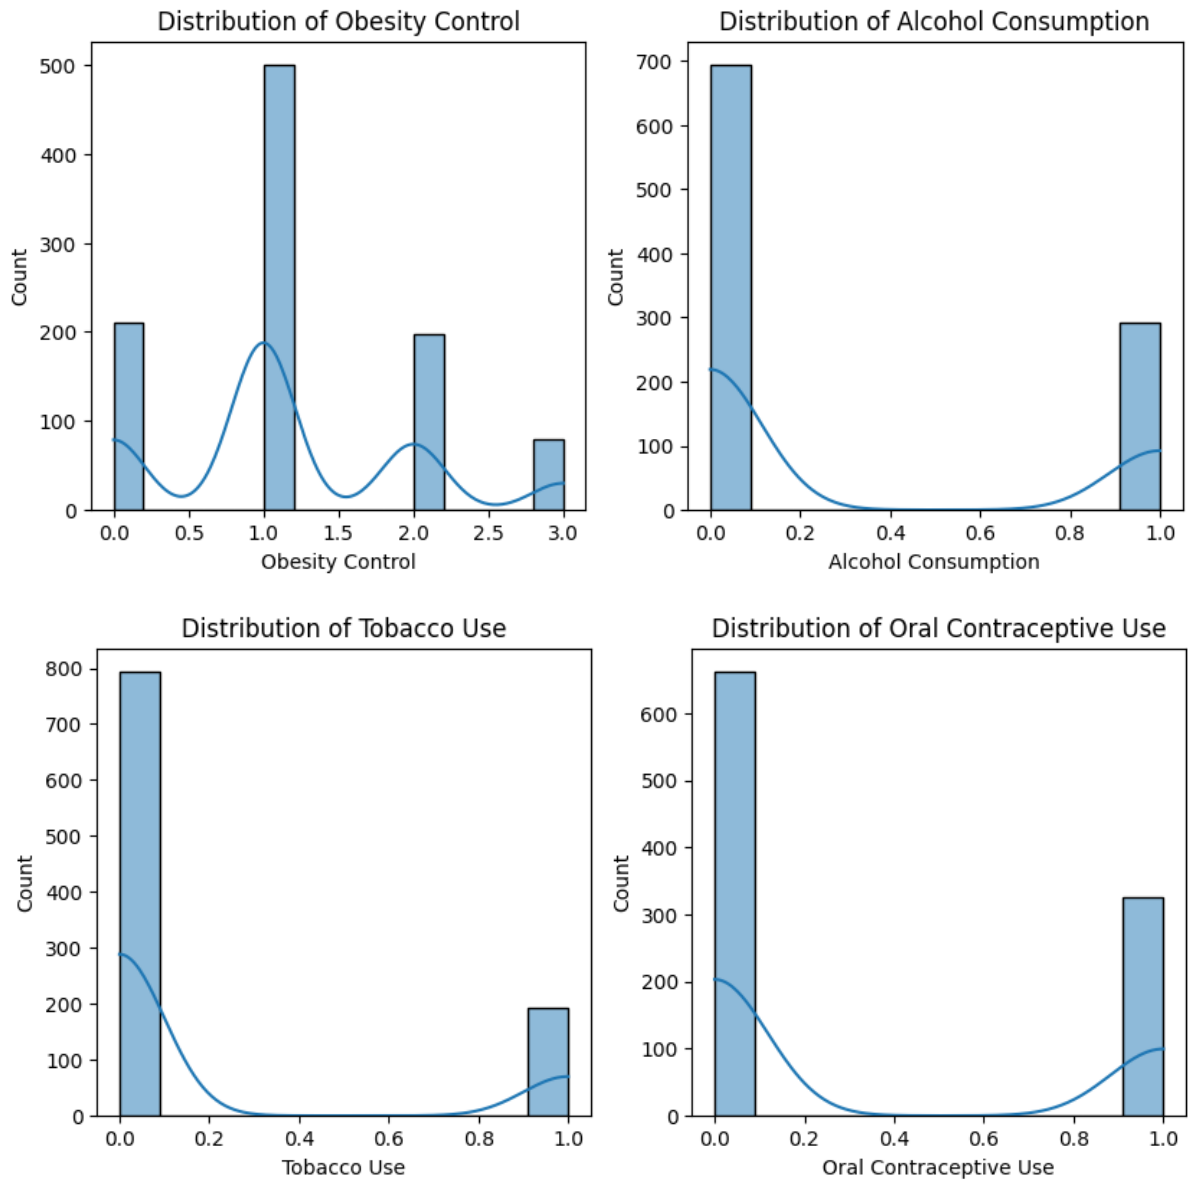 Distribution of Obesity Control
500
400
300
200
100
0
Count
0.0 0.5 1.0 1.5 2.0 2.5 3.0
Obesity Control
Distribution of Alcohol Consumption
700
600
500
400
300
200
100
0
Count
0.0 0.2 0.4 0.6 0.8 1.0
Alcohol Consumption
Distribution of Tobacco Use
800
700
600
500
400
300
200
100
0
Count
0.0 0.2 0.4 0.6 0.8 1.0
Tobacco Use
Distribution of Oral Contraceptive Use
600
500
400
300
200
100
0
Count
0.0 0.2 0.4 0.6 0.8 1.0
Oral Contraceptive Use